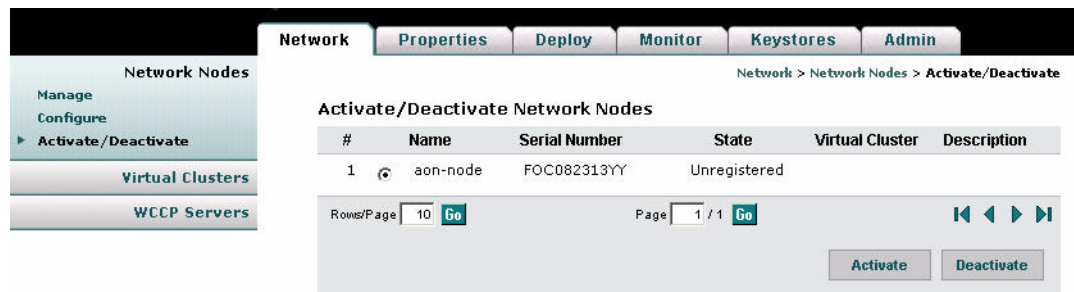 Network Properties Deploy Monitor Keystores Admin
Network Nodes
Manage
Configure
Activate/Deactivate
Virtual Clusters
WCCP Servers
Network > Network Nodes > Activate/Deactivate
Activate/Deactivate Network Nodes
# Name Serial Number State Virtual Cluster Description
1 aon-node FOC082313YY Unregistered
Rows/Page 10 Go Page 1 / 1 Go
Activate Deactivate